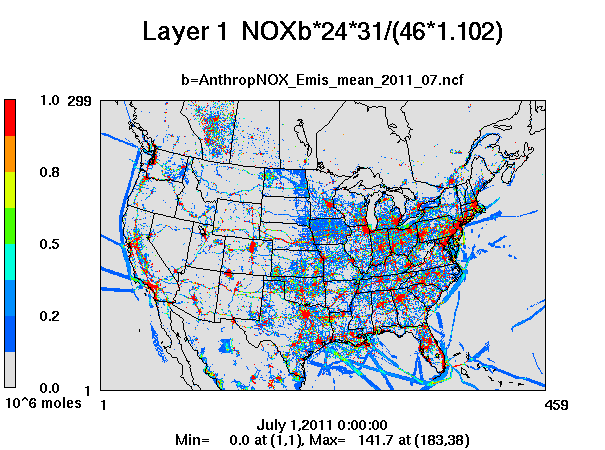 Layer 1 NOXb*24*31/(46*1.102)
b=AnthropNOX_Emis_mean_2011_07.ncf
1.0
299
0.8
0.5
0.2
0.0
1
10^6 moles
1
459
July 1,2011 0:00:00
Min= 0.0 at (1,1), Max= 141.7 at (183,38)